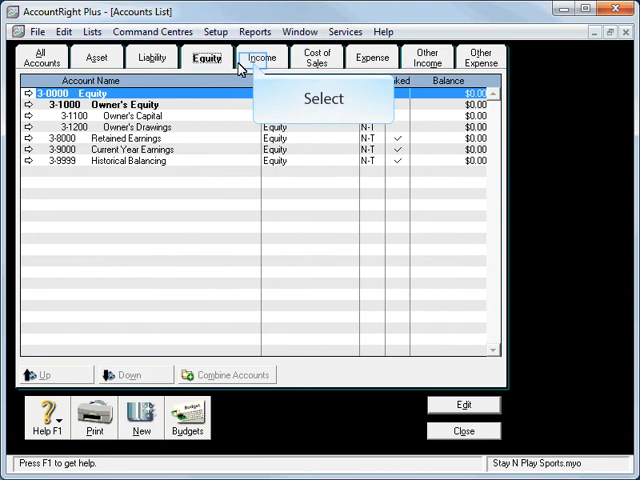 AccountRight Plus - [Accounts List]
File Edit Lists Command Centres Setup Reports Window Services Help
All Accounts Asset Liability Equity Income Cost of Sales Expense Other Income Other Expense
Account Name Balance
Select
3-0000 Equity $0.00
3-1000 Owner's Equity $0.00
3-1100 Owner's Capital $0.00
3-1200 Owner's Drawings Equity N-T $0.00
3-8000 Retained Earnings Equity N-T $0.00
3-9000 Current Year Earnings Equity N-T $0.00
3-9999 Historical Balancing Equity N-T $0.00
Up Down Combine Accounts
Help F1 Print New Budgets
Budget
Edit
Close
Press F1 to get help. Stay N Play Sports.myo